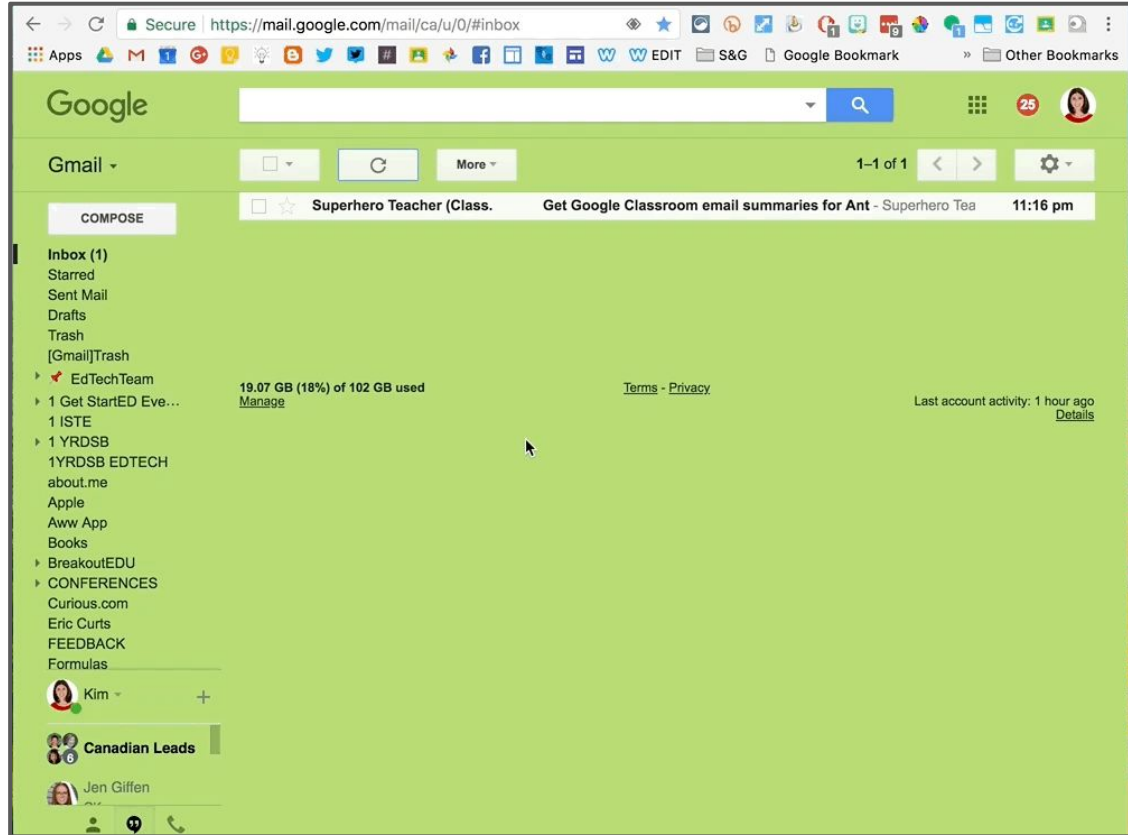 Secure https://mail.google.com/mail/ca/u/0/#inbox 1 9 1
Apps M 1 G+ # f W W EDIT S&G Google Bookmark » Other Bookmarks
Google 25
Gmail More 1–1 of 1
COMPOSE Superhero Teacher (Class. Get Google Classroom email summaries for Ant - Superhero Tea 11:16 pm
Inbox (1)
Starred
Sent Mail
Drafts
Trash
[Gmail]Trash
EdTechTeam
19.07 GB (18%) of 102 GB used Terms - Privacy
1 Get StartED Eve... Manage Last account activity: 1 hour ago
1 ISTE Details
1 YRDSB
1YRDSB EDTECH
about.me
Apple
Aww App
Books
BreakoutEDU
CONFERENCES
Curious.com
Eric Curts
FEEDBACK
Formulas
Kim +
6 Canadian Leads
Jen Giffen